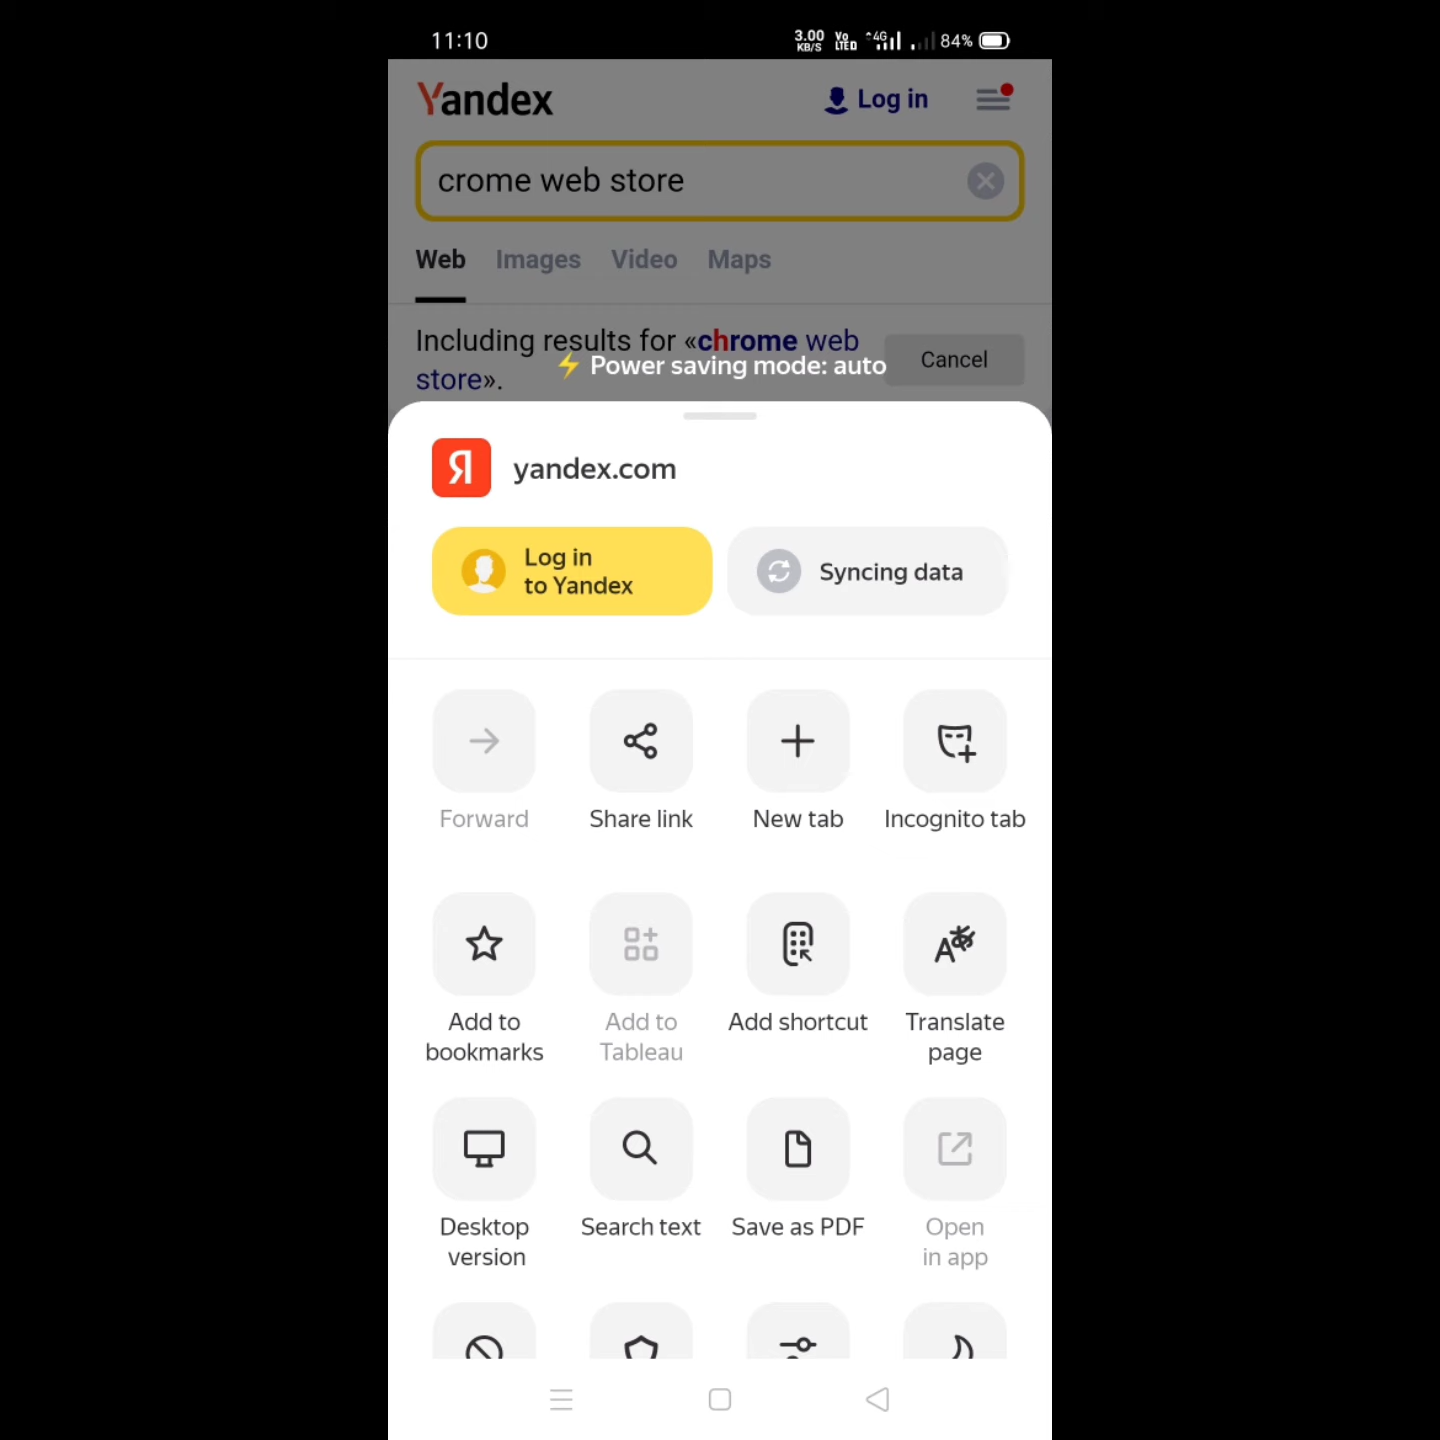 11:10
3.00
KB/S
Vo
LTE
4G
84%
Yandex
Log in
crome web store
Web Images Video Maps
Including results for «chrome web
store».
Cancel
⚡ Power saving mode: auto
Я
yandex.com
Log in
to Yandex
Syncing data
Forward
Share link
New tab
Incognito tab
Add to
bookmarks
Add to
Tableau
Add shortcut
Translate
page
Desktop
version
Search text
Save as PDF
Open
in app